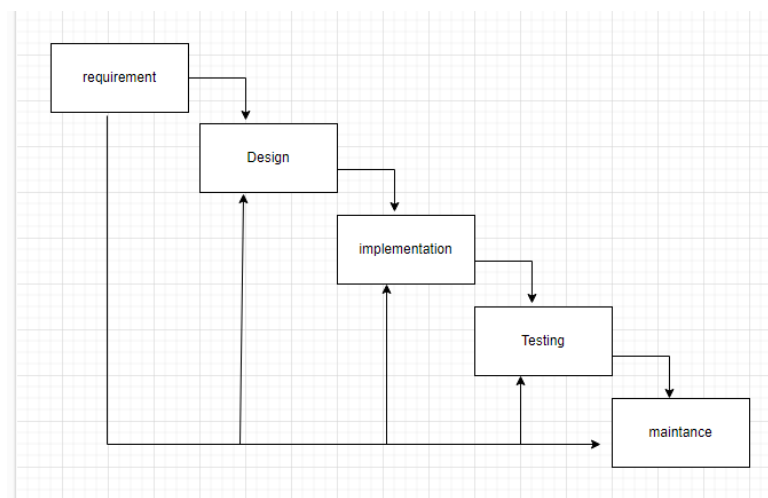 requirement
Design
implementation
Testing
maintance